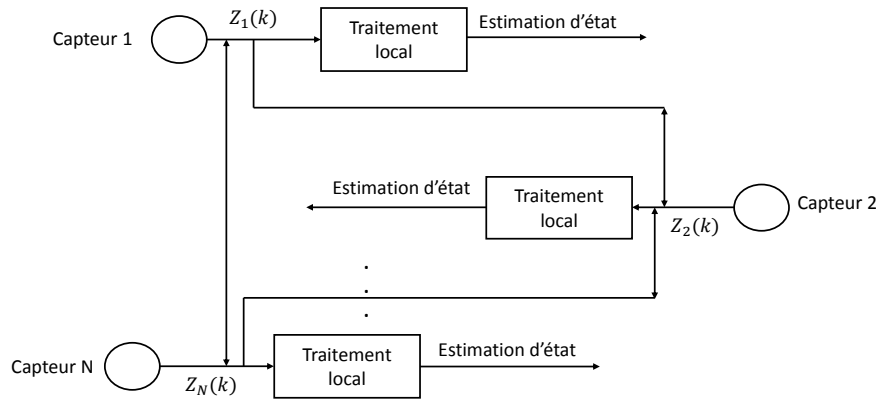 Capteur 1
Z₁(k)
Traitement
local
Estimation d'état
Estimation d'état
Traitement
local
Z₂(k)
Capteur 2
.
.
.
Capteur N
Z_N(k)
Traitement
local
Estimation d'état